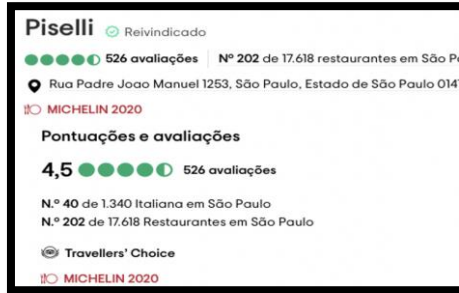 Piselli Reivindicado
526 avaliações Nº 202 de 17.618 restaurantes em São P
Rua Padre Joao Manuel 1253, São Paulo, Estado de São Paulo 014
MICHELIN 2020
Pontuações e avaliações
4,5 526 avaliações
N.º 40 de 1.340 Italiana em São Paulo
N.º 202 de 17.618 Restaurantes em São Paulo
Travellers' Choice
MICHELIN 2020